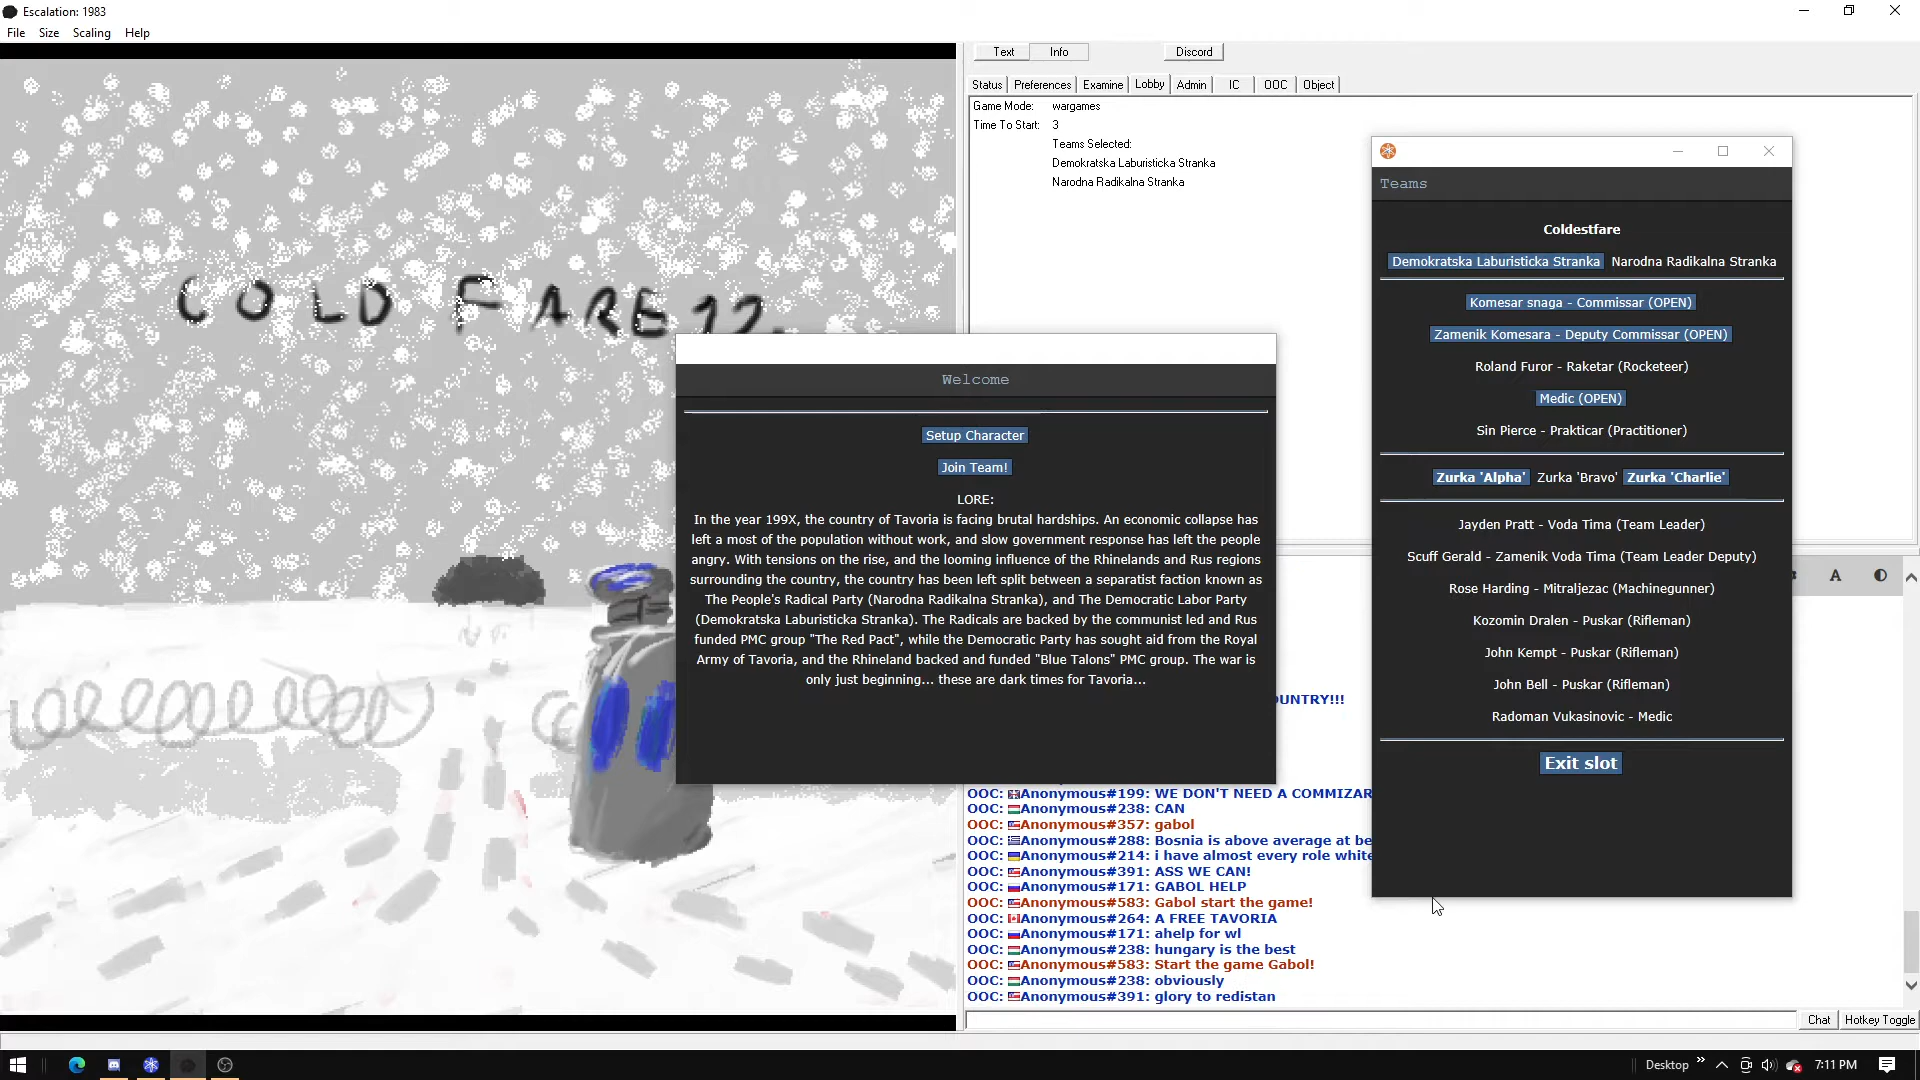 Escalation: 1983
File Size Scaling Help
COLD FARE 12.
Text Info Discord
Status Preferences Examine Lobby Admin IC OOC Object
Game Mode: wargames
Time To Start: 3
Teams Selected:
Demokratska Laburisticka Stranka
Narodna Radikalna Stranka
Welcome
Setup Character
Join Team!
LORE:
In the year 199X, the country of Tavoria is facing brutal hardships. An economic collapse has
left a most of the population without work, and slow government response has left the people
angry. With tensions on the rise, and the looming influence of the Rhinelands and Rus regions
surrounding the country, the country has been left split between a separatist faction known as
The People's Radical Party (Narodna Radikalna Stranka), and The Democratic Labor Party
(Demokratska Laburisticka Stranka). The Radicals are backed by the communist led and Rus
funded PMC group "The Red Pact", while the Democratic Party has sought aid from the Royal
Army of Tavoria, and the Rhineland backed and funded "Blue Talons" PMC group. The war is
only just beginning... these are dark times for Tavoria...
Teams
Coldestfare
Demokratska Laburisticka Stranka Narodna Radikalna Stranka
Komesar snaga - Commissar (OPEN)
Zamenik Komesara - Deputy Commissar (OPEN)
Roland Furor - Raketar (Rocketeer)
Medic (OPEN)
Sin Pierce - Prakticar (Practitioner)
Zurka 'Alpha' Zurka 'Bravo' Zurka 'Charlie'
Jayden Pratt - Voda Tima (Team Leader)
Scuff Gerald - Zamenik Voda Tima (Team Leader Deputy)
Rose Harding - Mitraljezac (Machinegunner)
Kozomin Dralen - Puskar (Rifleman)
John Kempt - Puskar (Rifleman)
John Bell - Puskar (Rifleman)
Radoman Vukasinovic - Medic
Exit slot
A
OUNTRY!!!
OOC: Anonymous#199: WE DON'T NEED A COMMIZAR
OOC: Anonymous#238: CAN
OOC: Anonymous#357: gabol
OOC: Anonymous#288: Bosnia is above average at be
OOC: Anonymous#214: i have almost every role white
OOC: Anonymous#391: ASS WE CAN!
OOC: Anonymous#171: GABOL HELP
OOC: Anonymous#583: Gabol start the game!
OOC: Anonymous#264: A FREE TAVORIA
OOC: Anonymous#171: ahelp for wl
OOC: Anonymous#238: hungary is the best
OOC: Anonymous#583: Start the game Gabol!
OOC: Anonymous#238: obviously
OOC: Anonymous#391: glory to redistan
Chat Hotkey Toggle
Desktop 7:11 PM